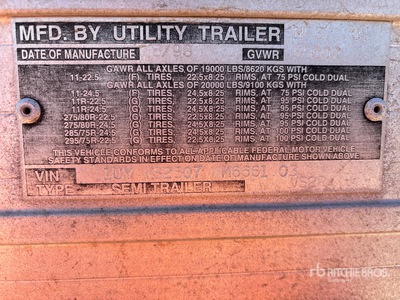 MFD. BY UTILITY TRAILER
DATE OF MANUFACTURE 98 GVWR
GAWR ALL AXLES OF 19000 LBS/8620 KGS WITH
11-22.5 (F) TIRES, 22.5x8.25 RIMS, AT 75 PSI COLD DUAL
GAWR ALL AXLES OF 20000 LBS/9100 KGS WITH
11-24.5 (F) TIRES, 24.5x8.25 RIMS, AT 75 PSI COLD DUAL
11R-22.5 (G) TIRES, 22.5x8.25 RIMS, AT 95 PSI COLD DUAL
11R-24.5 (G) TIRES, 24.5x8.25 RIMS, AT 95 PSI COLD DUAL
275/80R-22.5 (G) TIRES, 22.5x8.25 RIMS, AT 95 PSI COLD DUAL
275/80R-24.5 (G) TIRES, 24.5x8.25 RIMS, AT 95 PSI COLD DUAL
285/75R-24.5 (G) TIRES, 24.5x8.25 RIMS, AT 100 PSI COLD DUAL
295/75R-22.5 (G) TIRES, 22.5x8.25 RIMS, AT 100 PSI COLD DUAL
THIS VEHICLE CONFORMS TO ALL APPLICABLE FEDERAL MOTOR VEHICLE
SAFETY STANDARDS IN EFFECT ON DATE OF MANUFACTURE SHOWN ABOVE.
VIN
TYPE SEMI TRAILER
rb RITCHIE BROS.